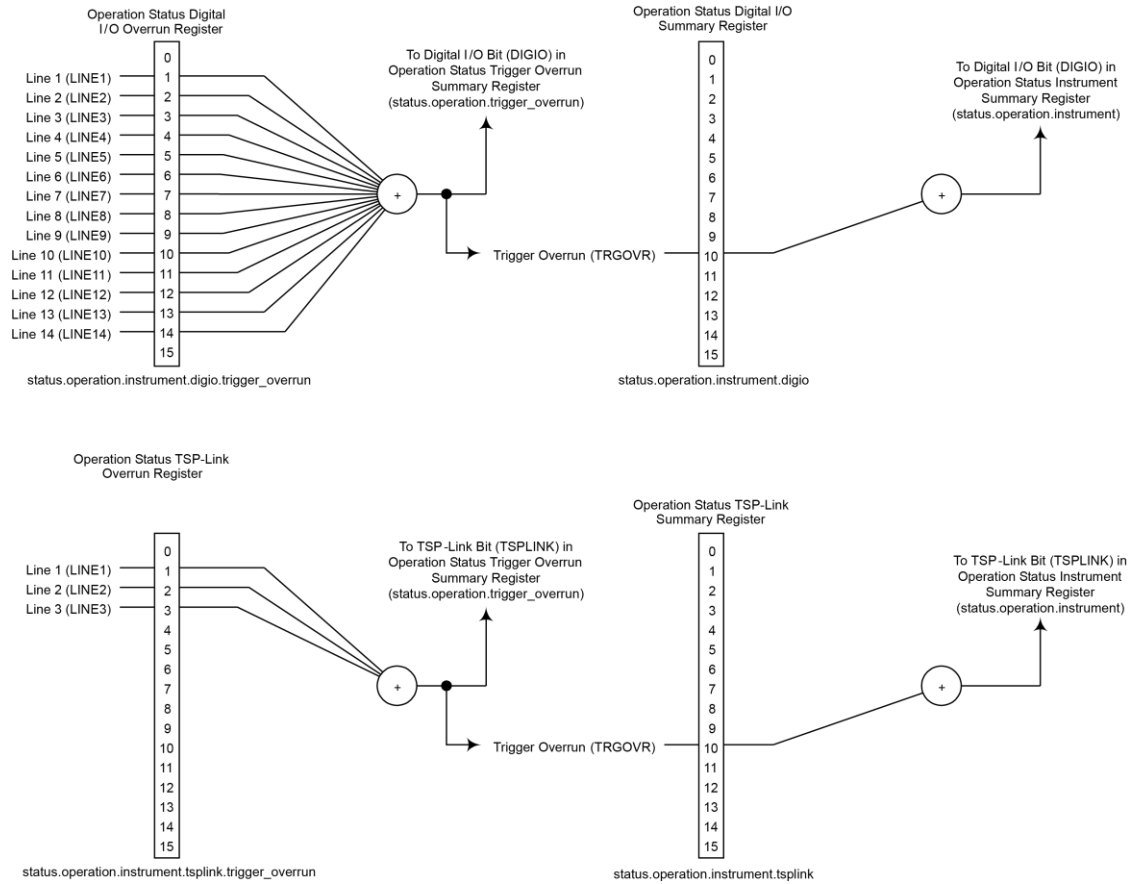 Operation Status Digital
I/O Overrun Register
0
Line 1 (LINE1) 1
Line 2 (LINE2) 2
Line 3 (LINE3) 3
Line 4 (LINE4) 4
Line 5 (LINE5) 5
Line 6 (LINE6) 6
Line 7 (LINE7) 7
Line 8 (LINE8) 8
Line 9 (LINE9) 9
Line 10 (LINE10) 10
Line 11 (LINE11) 11
Line 12 (LINE12) 12
Line 13 (LINE13) 13
Line 14 (LINE14) 14
15
status.operation.instrument.digio.trigger_overrun
+
To Digital I/O Bit (DIGIO) in
Operation Status Trigger Overrun
Summary Register
(status.operation.trigger_overrun)
Trigger Overrun (TRGOVR)
Operation Status Digital I/O
Summary Register
0
1
2
3
4
5
6
7
8
9
10
11
12
13
14
15
status.operation.instrument.digio
+
To Digital I/O Bit (DIGIO) in
Operation Status Instrument
Summary Register
(status.operation.instrument)
Operation Status TSP-Link
Overrun Register
0
Line 1 (LINE1) 1
Line 2 (LINE2) 2
Line 3 (LINE3) 3
4
5
6
7
8
9
10
11
12
13
14
15
status.operation.instrument.tsplink.trigger_overrun
+
To TSP-Link Bit (TSPLINK) in
Operation Status Trigger Overrun
Summary Register
(status.operation.trigger_overrun)
Trigger Overrun (TRGOVR)
Operation Status TSP-Link
Summary Register
0
1
2
3
4
5
6
7
8
9
10
11
12
13
14
15
status.operation.instrument.tsplink
+
To TSP-Link Bit (TSPLINK) in
Operation Status Instrument
Summary Register
(status.operation.instrument)